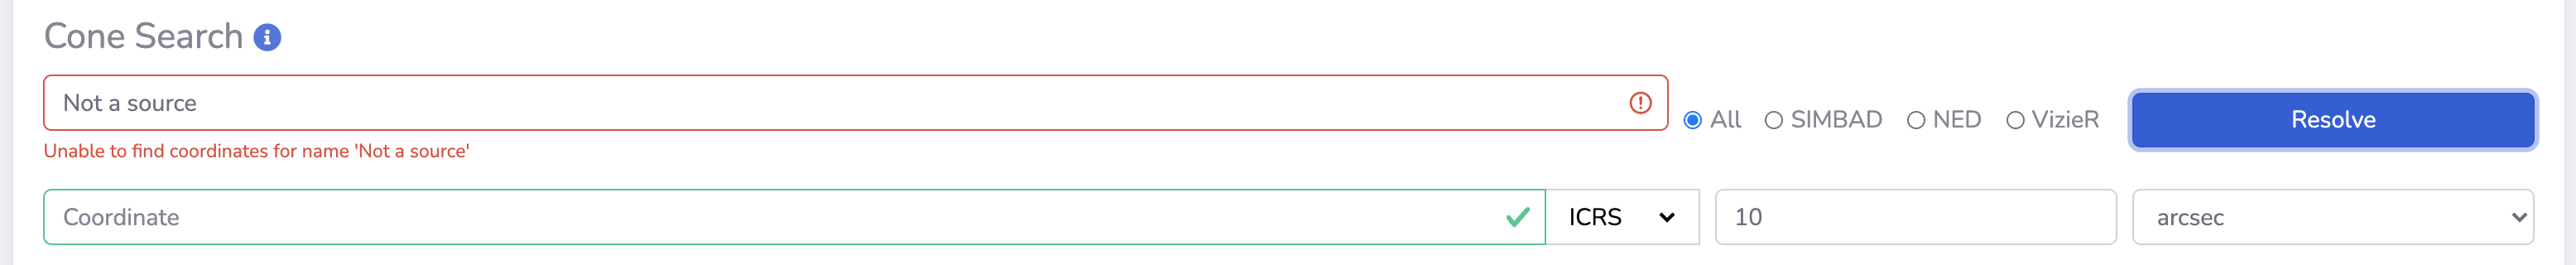 Cone Search
Not a source
All SIMBAD NED VizieR Resolve
Unable to find coordinates for name 'Not a source'
Coordinate ICRS 10 arcsec